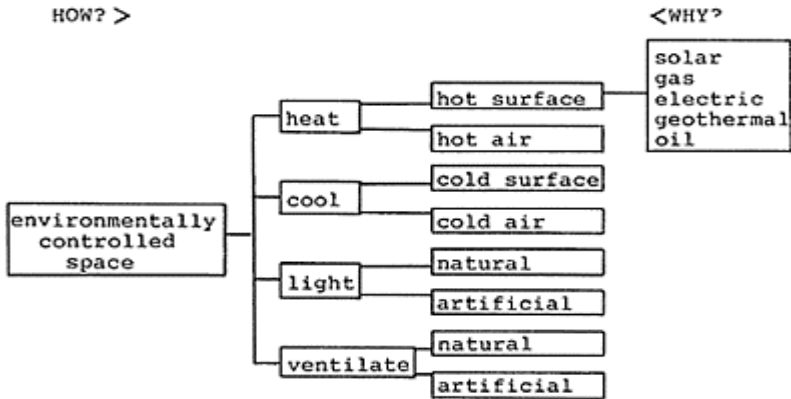 HOW? >
<WHY?
solar
gas
electric
geothermal
oil
hot surface
heat
hot air
cold surface
cool
cold air
environmentally
controlled
space
natural
light
artificial
natural
ventilate
artificial